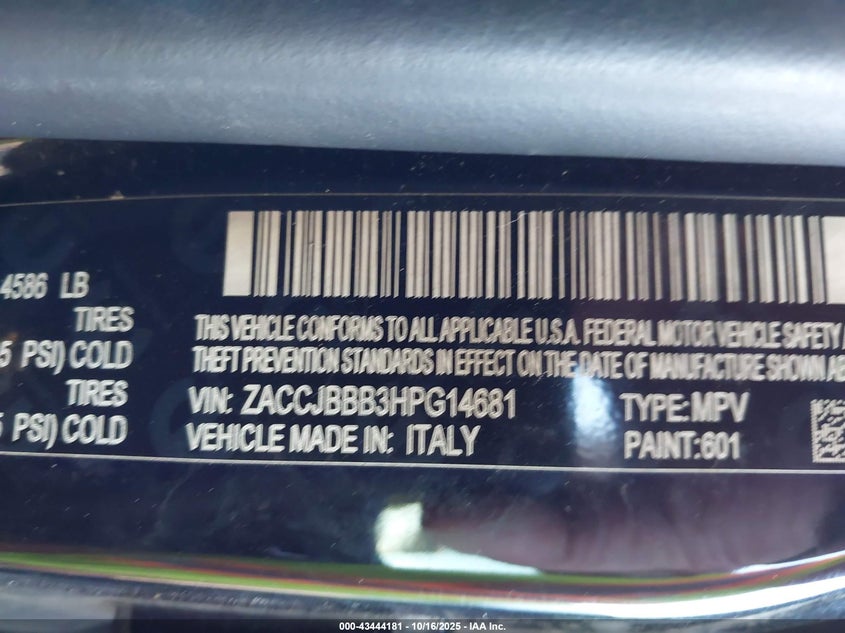 4586 LB
TIRES
5 PSI) COLD
TIRES
5 PSI) COLD
THIS VEHICLE CONFORMS TO ALL APPLICABLE U.S.A. FEDERAL MOTOR VEHICLE SAFETY
THEFT PREVENTION STANDARDS IN EFFECT ON THE DATE OF MANUFACTURE SHOWN AB
VIN: ZACCJBBB3HPG14681 TYPE:MPV
VEHICLE MADE IN: ITALY PAINT:601
000-43444181 - 10/16/2025 - IAA Inc.